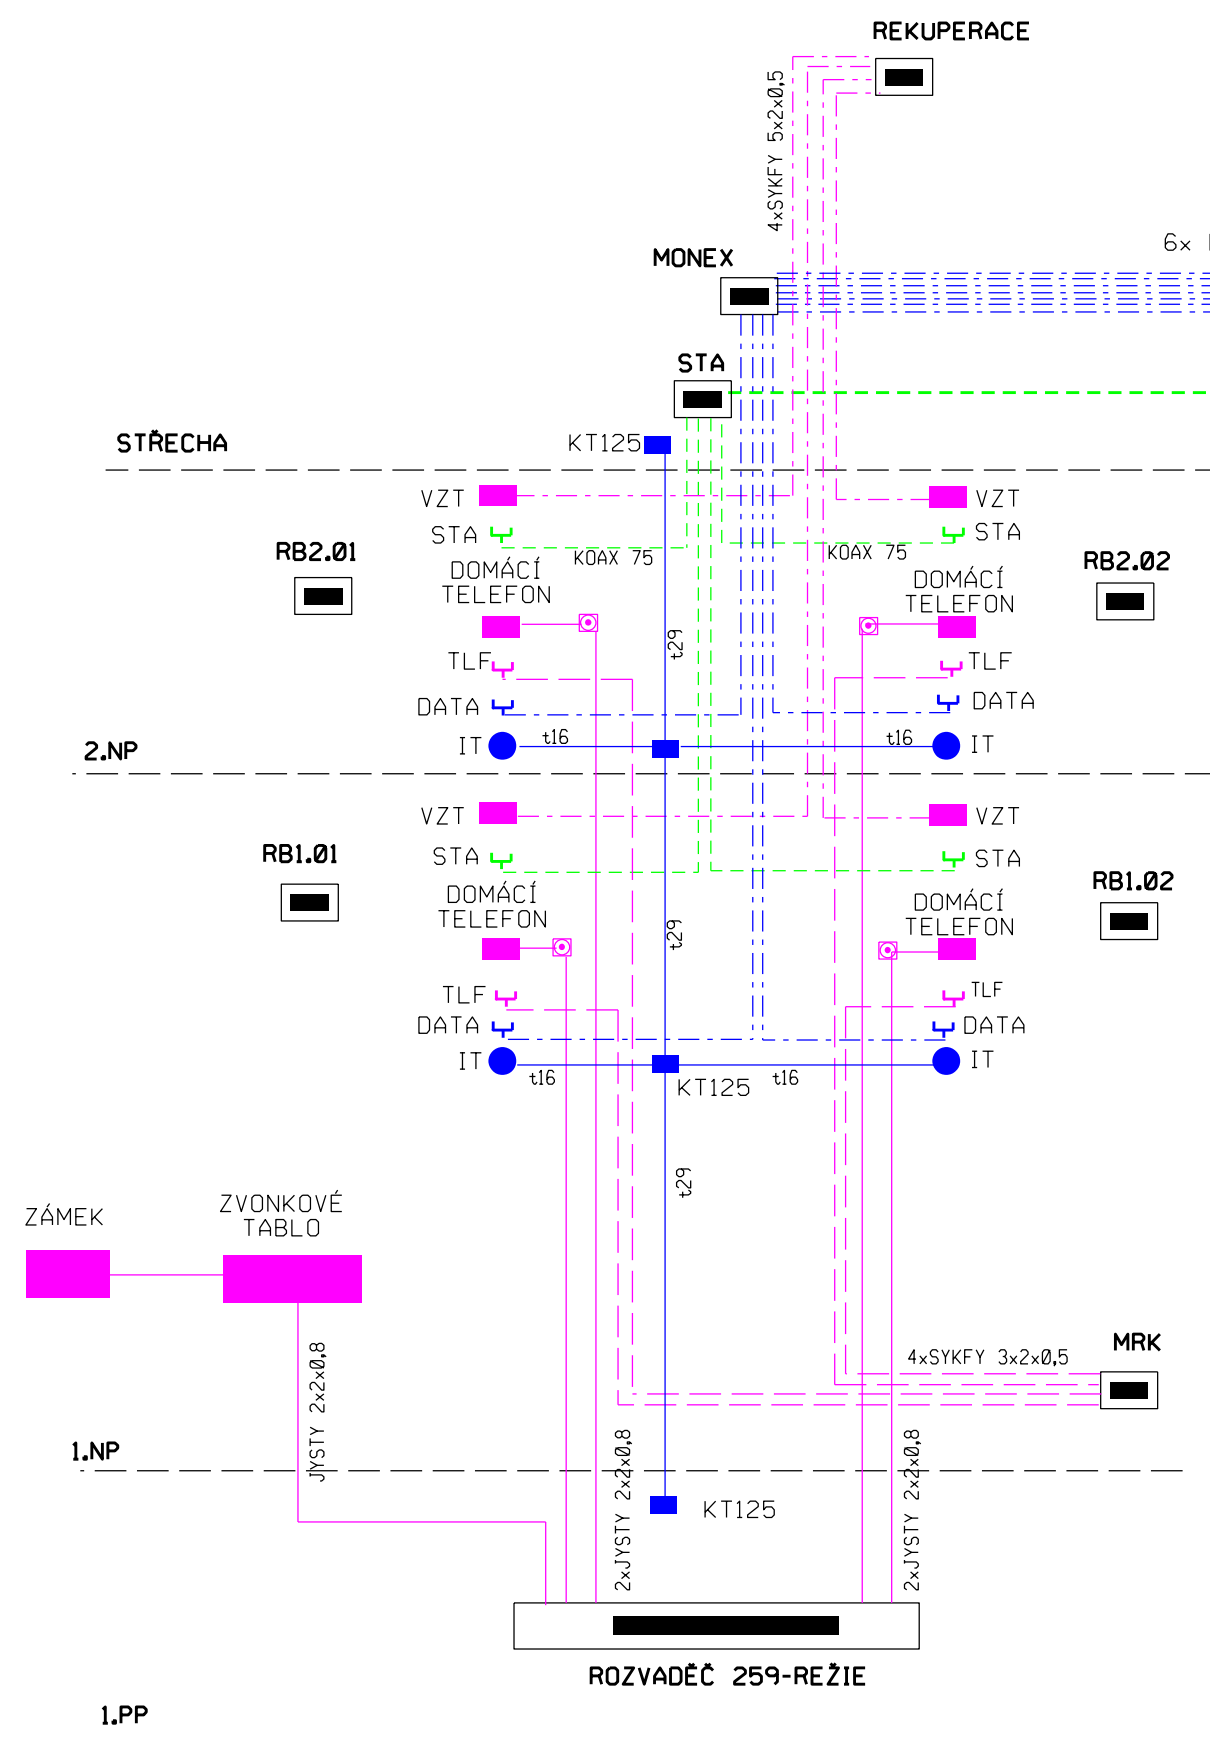 REKUPERACE
4xSYKFY 5x2x0,5
6x
MONEX
STA
STŘECHA
KT125
VZT
VZT
STA
STA
KOAX 75
KOAX 75
RB2.01
RB2.02
DOMÁCÍ
TELEFON
DOMÁCÍ
TELEFON
t29
TLF
TLF
DATA
DATA
IT
t16
t16
IT
2.NP
VZT
VZT
STA
STA
RB1.01
RB1.02
DOMÁCÍ
TELEFON
DOMÁCÍ
TELEFON
t29
TLF
TLF
DATA
DATA
IT
t16
t16
IT
KT125
t29
ZÁMEK
ZVONKOVÉ
TABLO
JYSTY 2x2x0,8
MRK
4xSYKFY 3x2x0,5
1.NP
2xJYSTY 2x2x0,8
2xJYSTY 2x2x0,8
KT125
ROZVADĚČ 259-REŽIE
1.PP